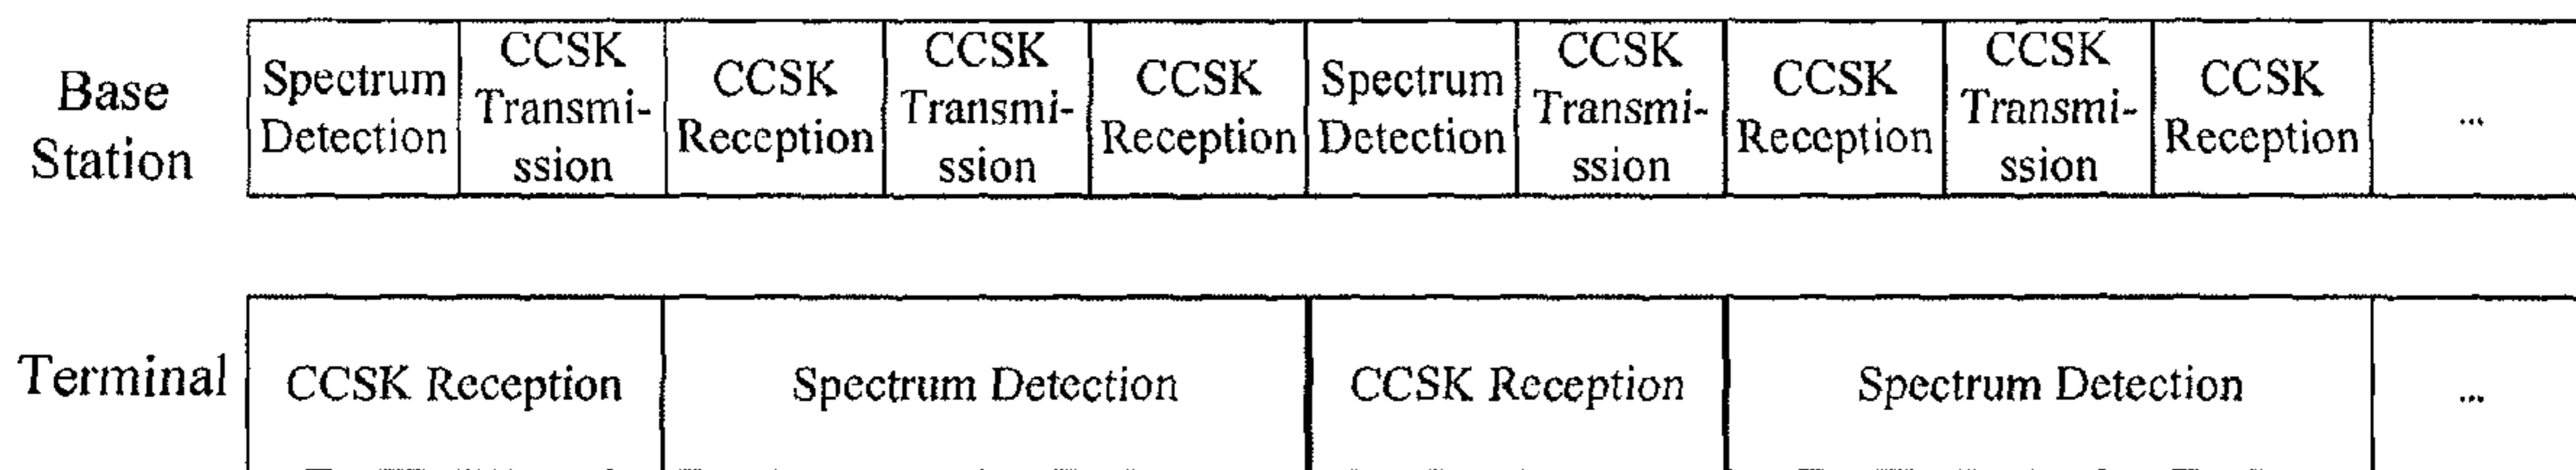 Base
Station
Spectrum
Detection
CCSK
Transmi-
ssion
CCSK
Reception
CCSK
Transmi-
ssion
CCSK
Reception
Spectrum
Detection
CCSK
Transmi-
ssion
CCSK
Reception
CCSK
Transmi-
ssion
CCSK
Reception
...
Terminal
CCSK Reception
Spectrum Detection
CCSK Reception
Spectrum Detection
...